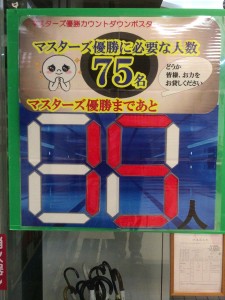 マスターズ優勝カウントダウンポスター
マスターズ優勝に必要な人数
75名
どうか
皆様、お力を
お貸しください
マスターズ優勝まであと
人